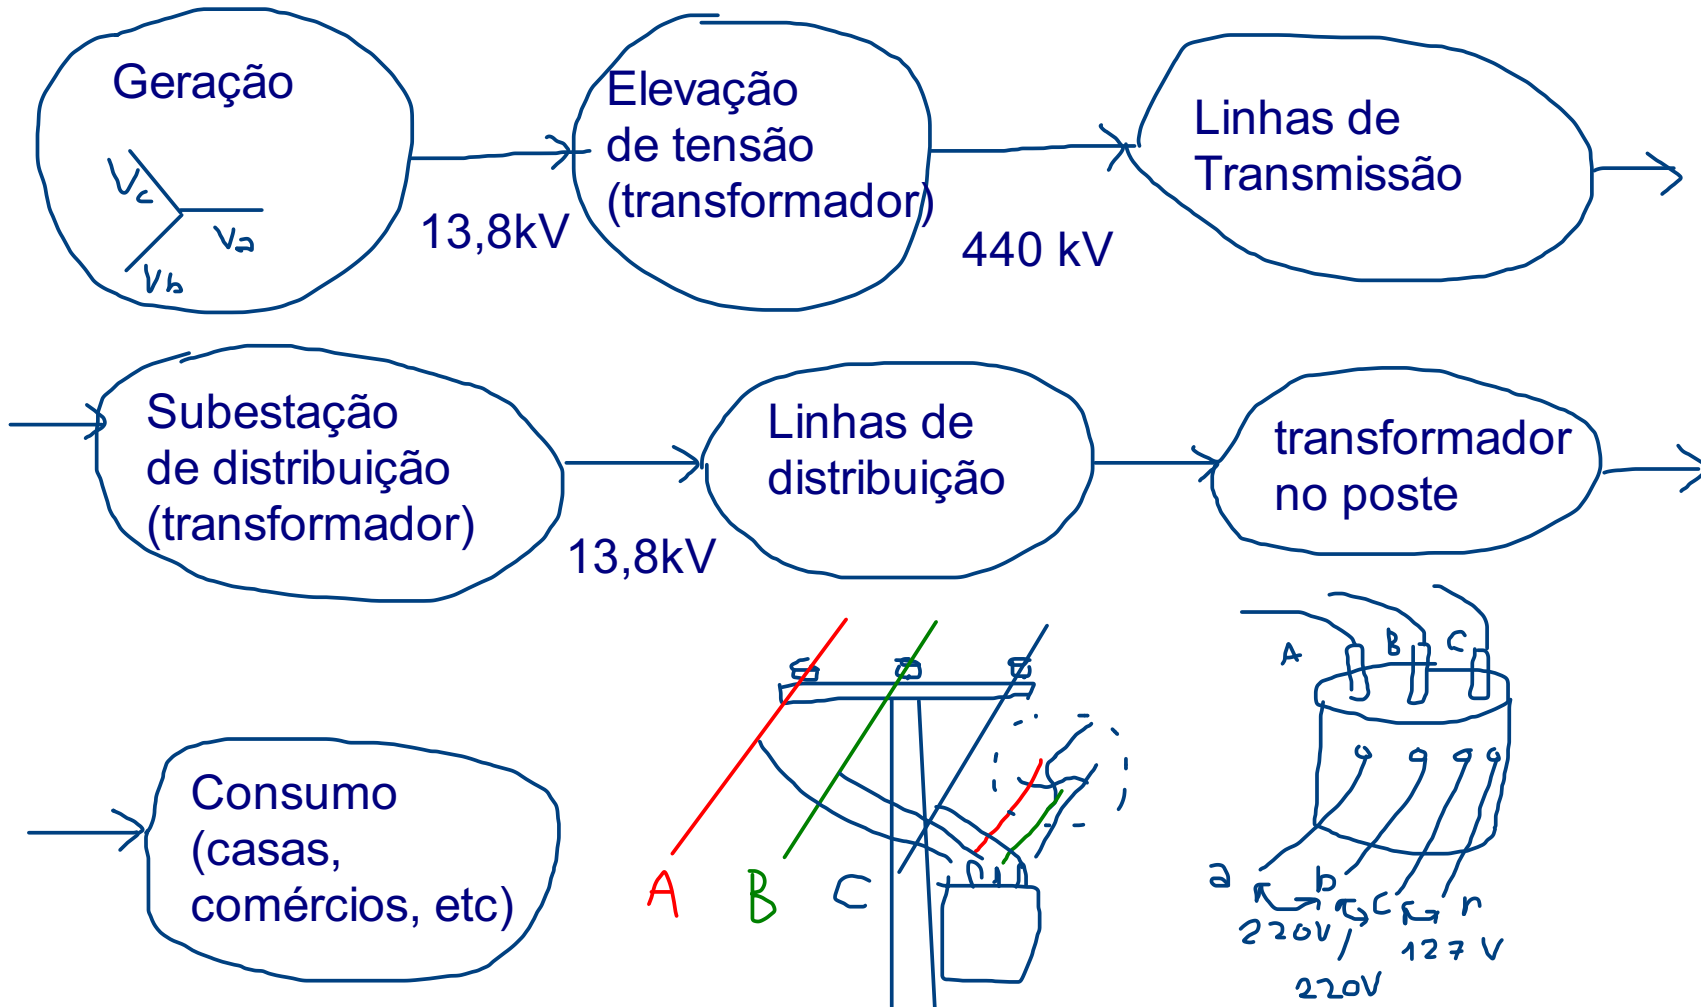 Geração
Vc
Va
Vb
13,8kV
Elevação
de tensão
(transformador)
440 kV
Linhas de
Transmissão
Subestação
de distribuição
(transformador)
13,8kV
Linhas de
distribuição
transformador
no poste
Consumo
(casas,
comércios, etc)
A
B
C
A
B
C
a
b
c
n
220V
127 V
220V